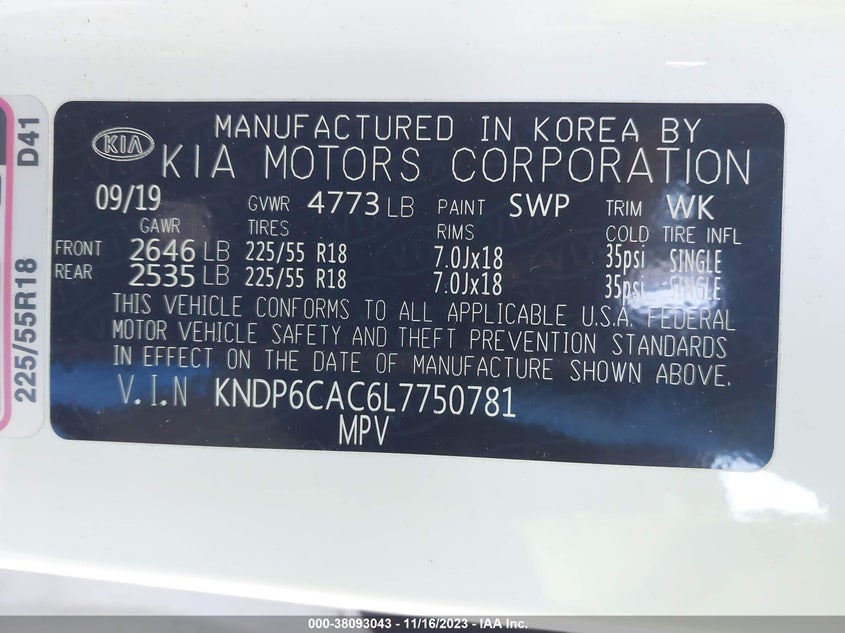 MANUFACTURED IN KOREA BY
KIA KIA MOTORS CORPORATION
09/19 GVWR 4773 LB PAINT SWP TRIM WK
GAWR TIRES RIMS COLD TIRE INFL
FRONT 2646 LB 225/55 R18 7.0Jx18 35psi SINGLE
REAR 2535 LB 225/55 R18 7.0Jx18 35psi SINGLE
THIS VEHICLE CONFORMS TO ALL APPLICABLE U.S.A. FEDERAL
MOTOR VEHICLE SAFETY AND THEFT PREVENTION STANDARDS
IN EFFECT ON THE DATE OF MANUFACTURE SHOWN ABOVE.
V.I.N KNDP6CAC6L7750781
MPV
225/55R18 D41
000-38093043 - 11/16/2023 - IAA Inc.